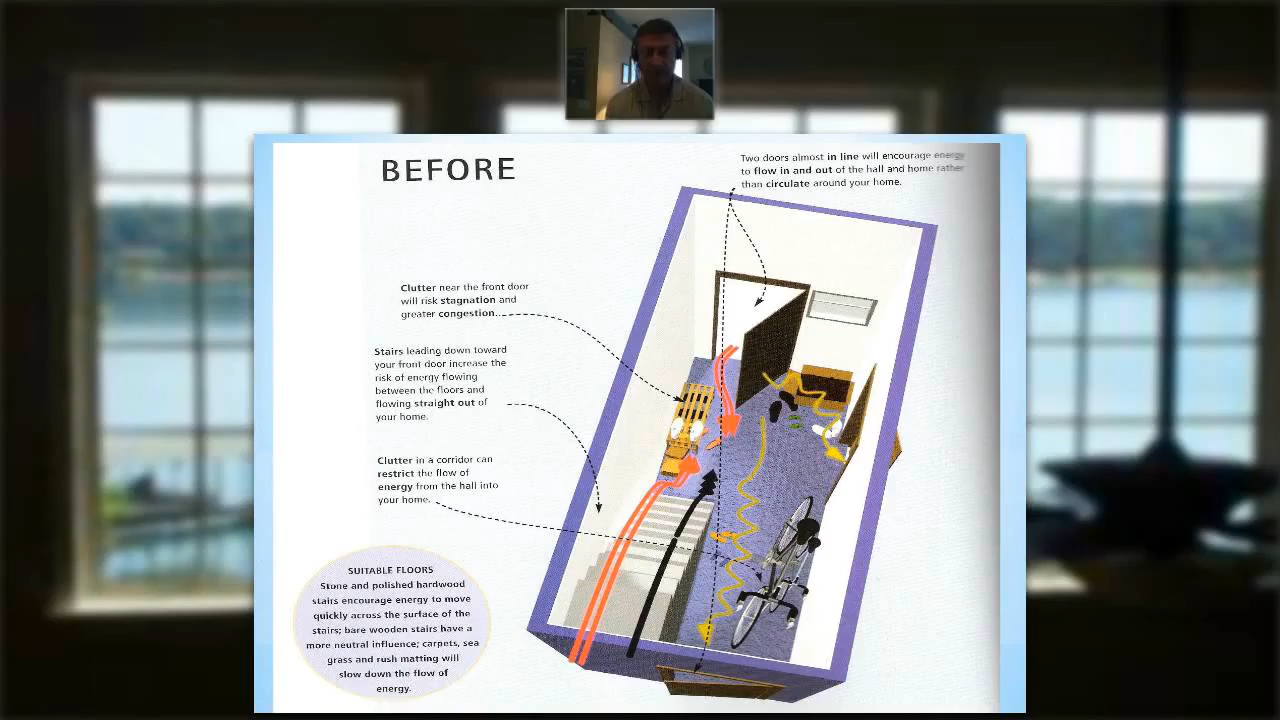 BEFORE
Two doors almost in line will encourage energy
to flow in and out of the hall and home rather
than circulate around your home.
Clutter near the front door
will risk stagnation and
greater congestion.
Stairs leading down toward
your front door increase the
risk of energy flowing
between the floors and
flowing straight out of
your home.
Clutter in a corridor can
restrict the flow of
energy from the hall into
your home.
SUITABLE FLOORS
Stone and polished hardwood
stairs encourage energy to move
quickly across the surface of the
stairs; bare wooden stairs have a
more neutral influence; carpets, sea
grass and rush matting will
slow down the flow of
energy.